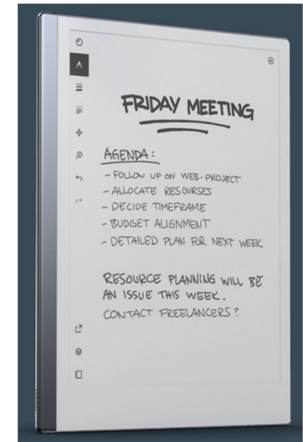 FRIDAY MEETING
AGENDA:
- FOLLOW UP ON WEB-PROJECT
- ALLOCATE RESOURSES
- DECIDE TIMEFRAME
- BUDGET ALIGNMENT
- DETAILED PLAN FOR NEXT WEEK
RESOURCE PLANNING WILL BE
AN ISSUE THIS WEEK.
CONTACT FREELANCERS?